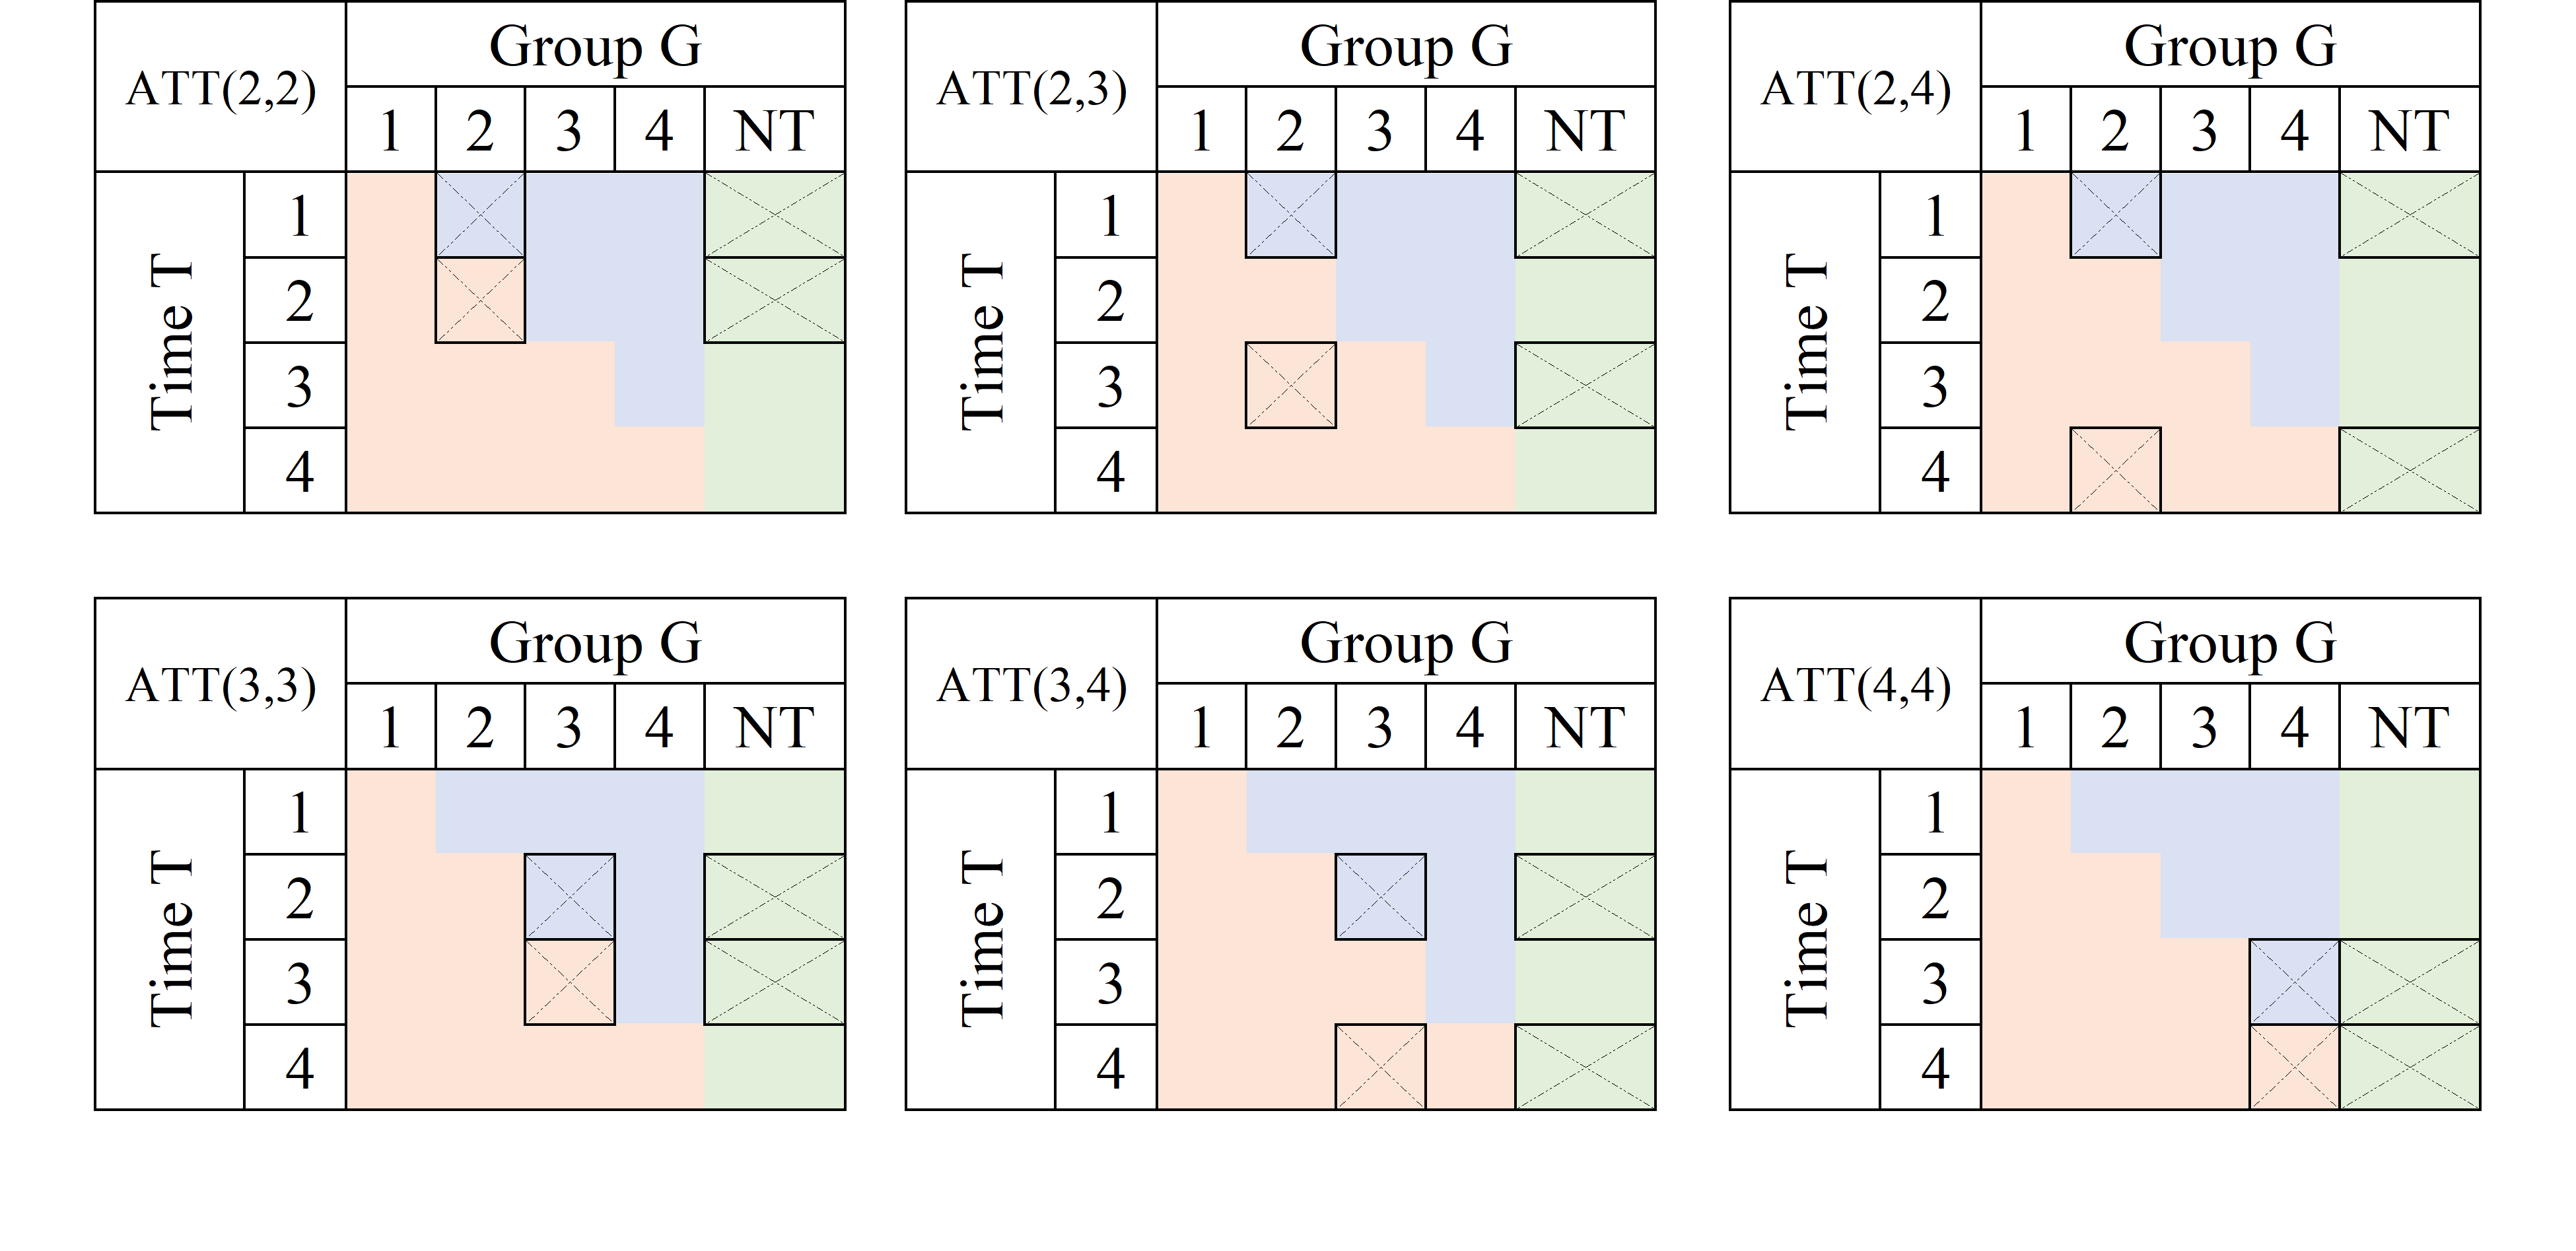 ATT(2,2)
Group G
1 2 3 4 NT
Time T
1
2
3
4
ATT(2,3)
Group G
1 2 3 4 NT
Time T
1
2
3
4
ATT(2,4)
Group G
1 2 3 4 NT
Time T
1
2
3
4
ATT(3,3)
Group G
1 2 3 4 NT
Time T
1
2
3
4
ATT(3,4)
Group G
1 2 3 4 NT
Time T
1
2
3
4
ATT(4,4)
Group G
1 2 3 4 NT
Time T
1
2
3
4